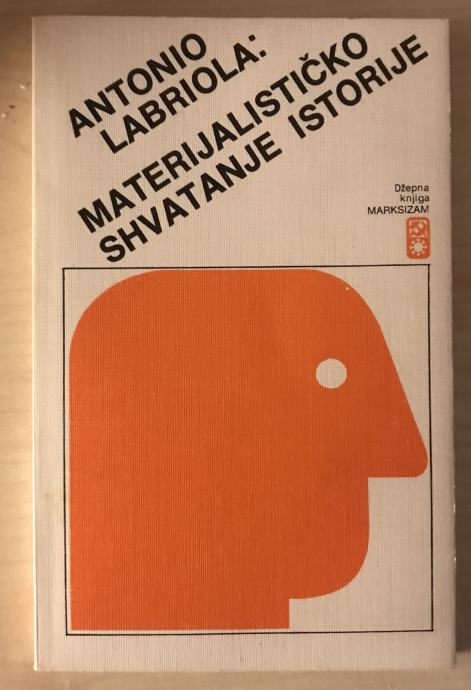 ANTONIO
LABRIOLA:
MATERIJALISTIČKO
SHVATANJE ISTORIJE
Džepna
knjiga
MARKSIZAM